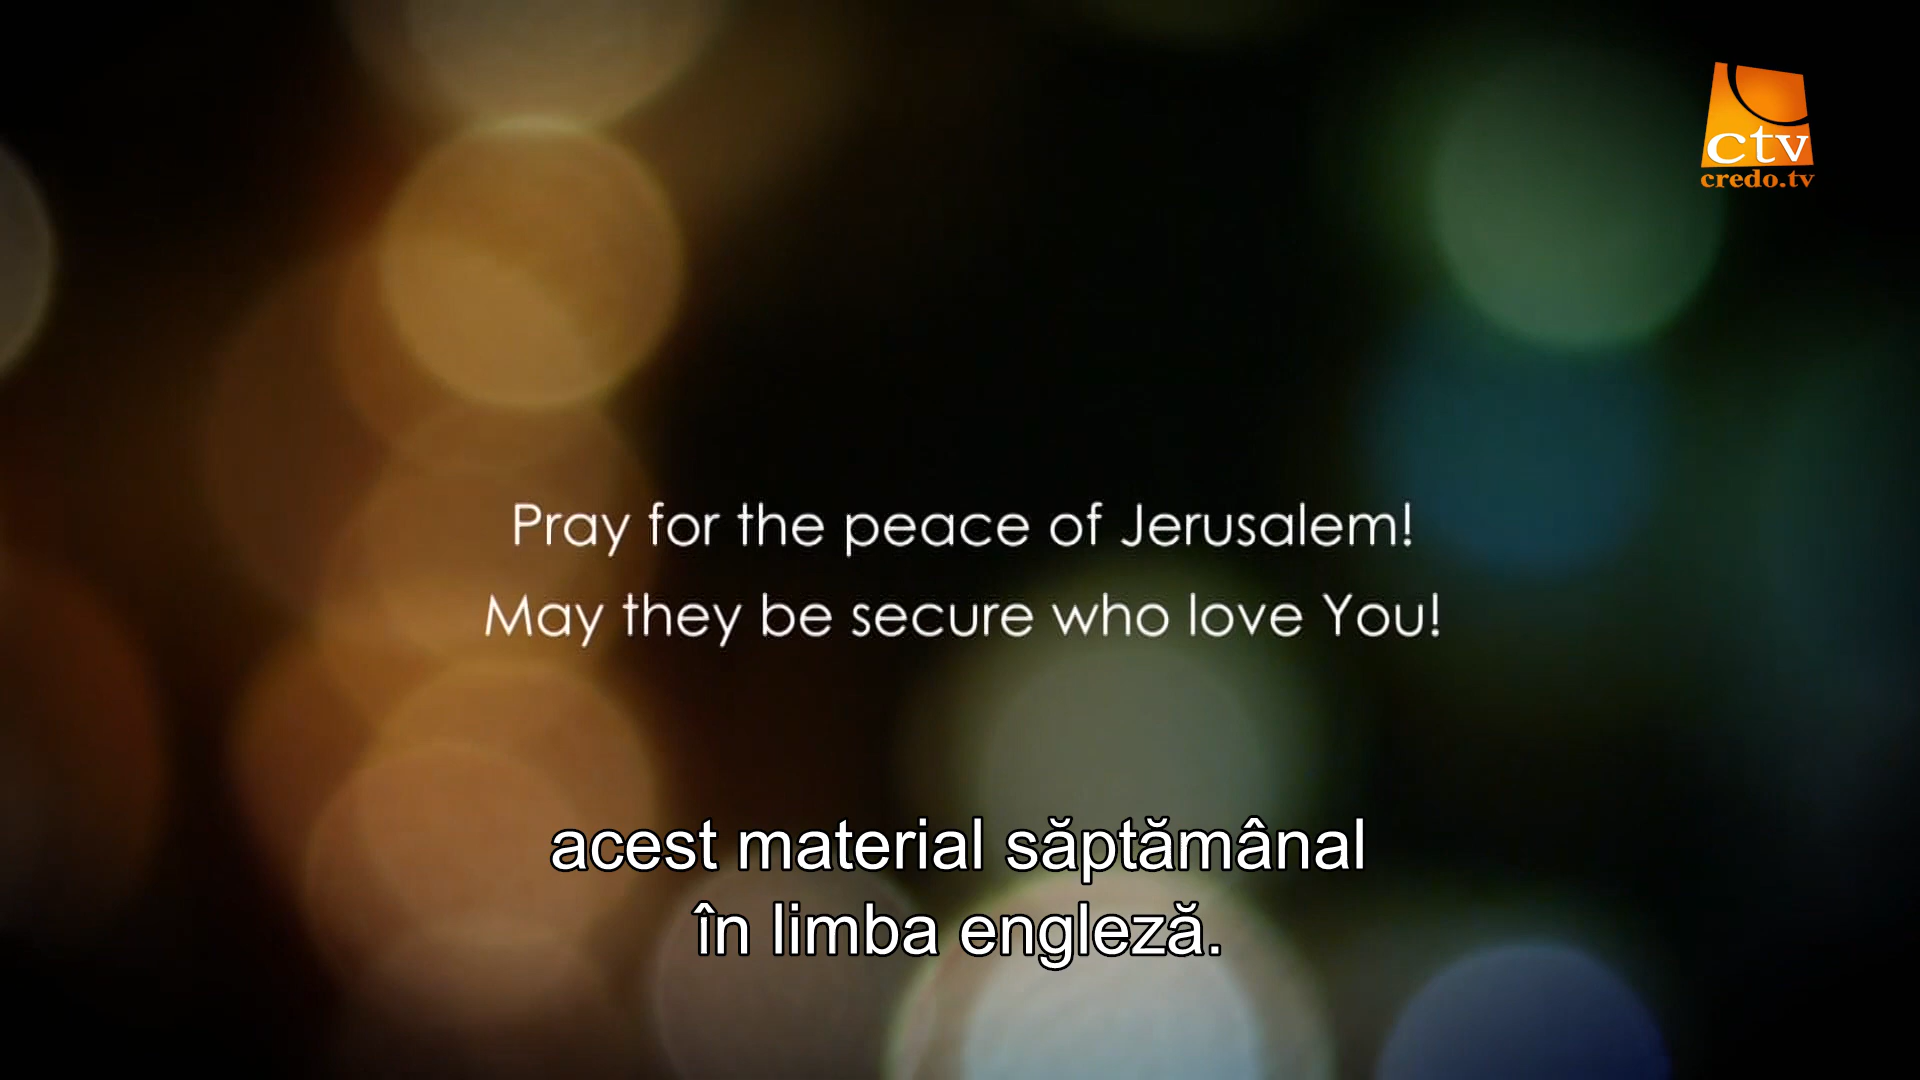 ctv
credo.tv
Pray for the peace of Jerusalem!
May they be secure who love You!
acest material săptămânal
în limba engleză.